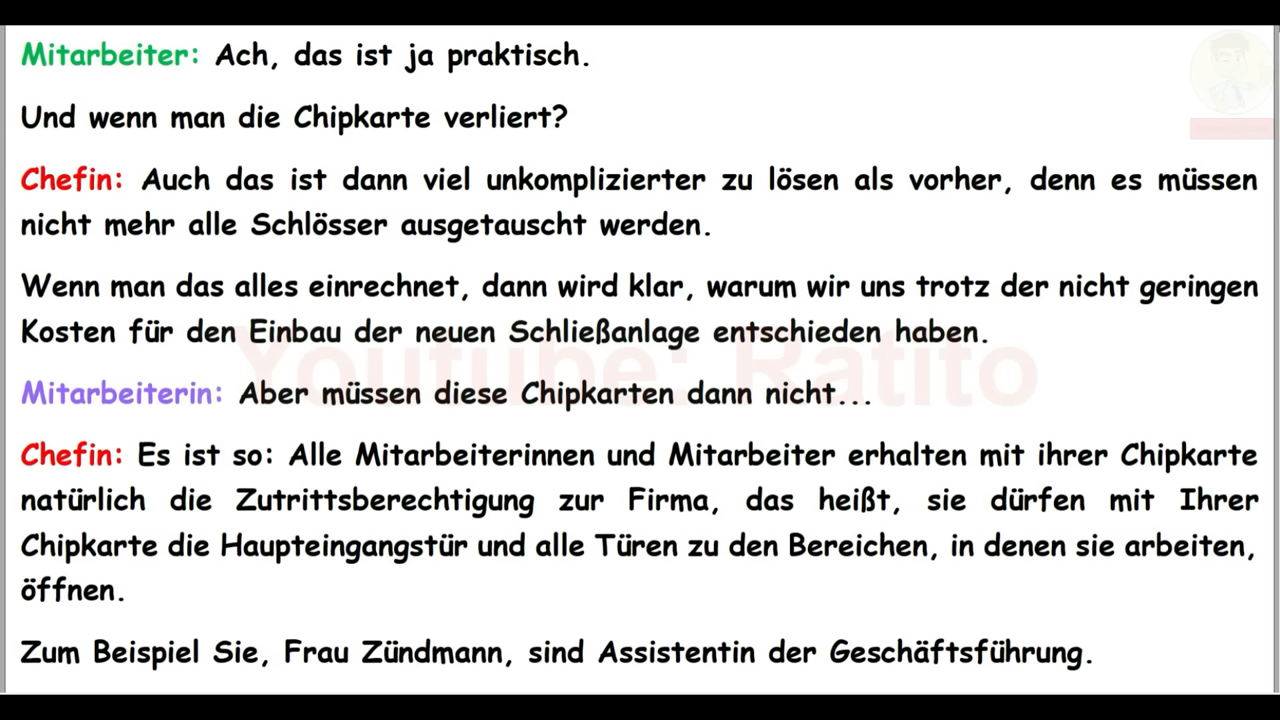 Mitarbeiter: Ach, das ist ja praktisch.
Und wenn man die Chipkarte verliert?
Chefin: Auch das ist dann viel unkomplizierter zu lösen als vorher, denn es müssen
nicht mehr alle Schlösser ausgetauscht werden.
Wenn man das alles einrechnet, dann wird klar, warum wir uns trotz der nicht geringen
Kosten für den Einbau der neuen Schließanlage entschieden haben.
Youtube: Ratito
Mitarbeiterin: Aber müssen diese Chipkarten dann nicht...
Chefin: Es ist so: Alle Mitarbeiterinnen und Mitarbeiter erhalten mit ihrer Chipkarte
natürlich die Zutrittsberechtigung zur Firma, das heißt, sie dürfen mit Ihrer
Chipkarte die Haupteingangstür und alle Türen zu den Bereichen, in denen sie arbeiten,
öffnen.
Zum Beispiel Sie, Frau Zündmann, sind Assistentin der Geschäftsführung.